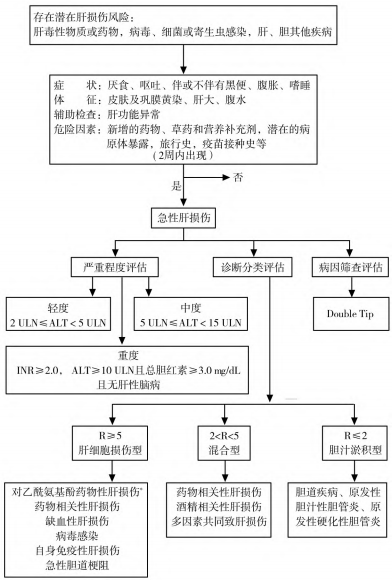 存在潜在肝损伤风险:
肝毒性物质或药物，病毒、细菌或寄生虫感染，肝、胆其他疾病
症 状: 厌食、呕吐、伴或不伴有黑便、腹胀、嗜睡
体 征: 皮肤及巩膜黄染、肝大、腹水
辅助检查: 肝功能异常
危险因素: 新增的药物、草药和营养补充剂，潜在的病
原体暴露，旅行史，疫苗接种史等
(2周内出现)
否
是
急性肝损伤
严重程度评估
诊断分类评估
病因筛查评估
轻度
2 ULN≤ALT<5 ULN
中度
5 ULN≤ALT<15 ULN
Double Tip
重度
INR≥2.0， ALT≥10 ULN且总胆红素≥3.0 mg/dL
且无肝性脑病
R≥5
肝细胞损伤型
2<R<5
混合型
R≤2
胆汁淤积型
对乙酰氨基酚药物性肝损伤*
药物相关性肝损伤
缺血性肝损伤
病毒感染
自身免疫性肝损伤
急性胆道梗阻
药物相关性肝损伤
酒精相关性肝损伤
多因素共同致肝损伤
胆道疾病、原发性
胆汁性胆管炎、原
发性硬化性胆管炎